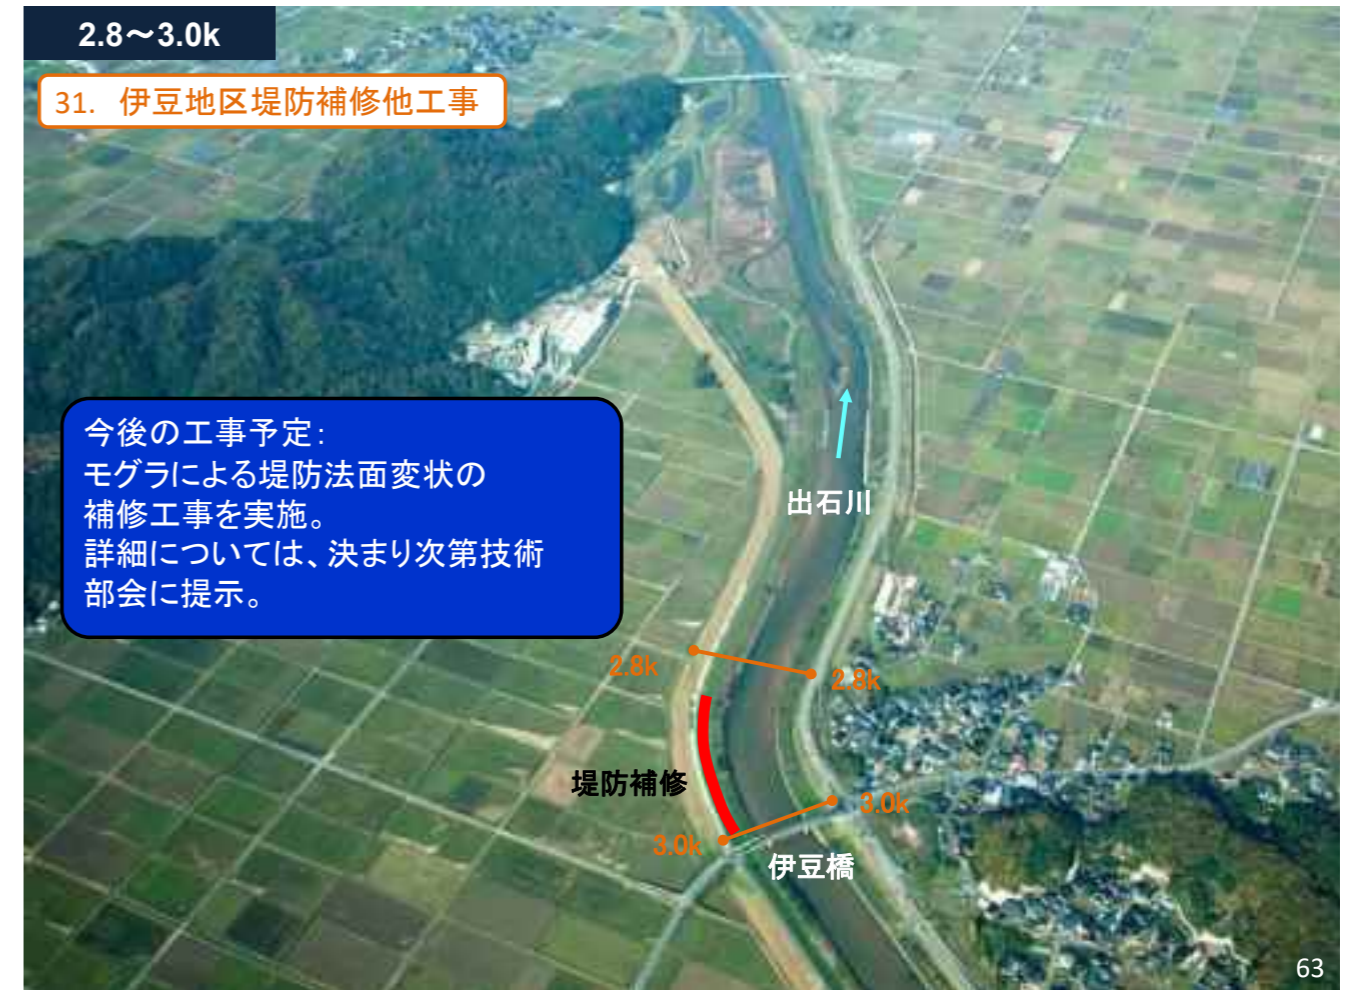 2.8～3.0k
31. 伊豆地区堤防補修他工事
今後の工事予定：
モグラによる堤防法面変状の
補修工事を実施。
詳細については、決まり次第技術
部会に提示。
出石川
2.8k
2.8k
堤防補修
3.0k
3.0k
伊豆橋
63